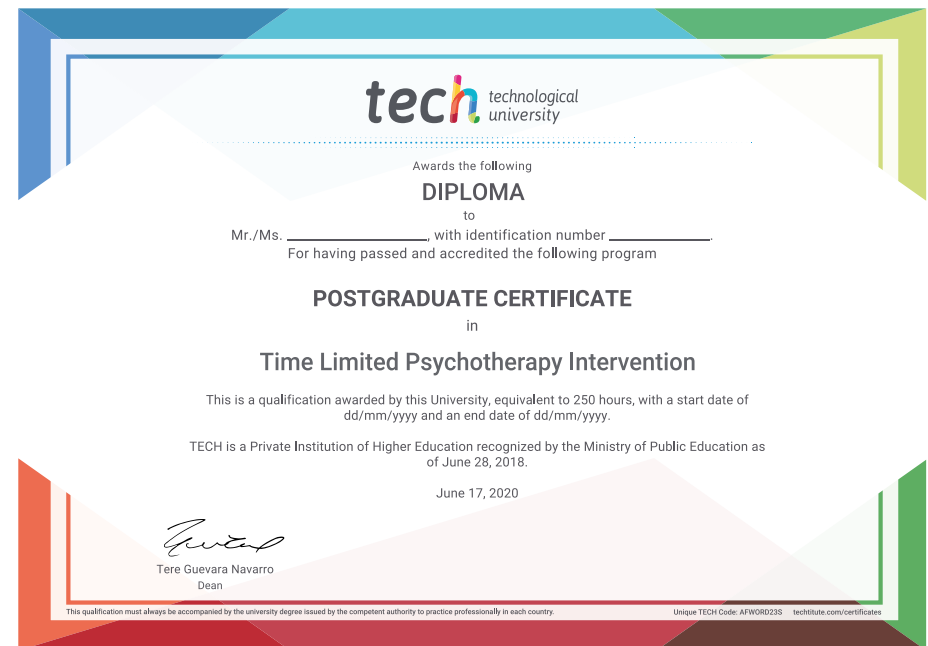 tech technological
university
Awards the following
DIPLOMA
to
Mr./Ms. ____________, with identification number ____________.
For having passed and accredited the following program
POSTGRADUATE CERTIFICATE
in
Time Limited Psychotherapy Intervention
This is a qualification awarded by this University, equivalent to 250 hours, with a start date of
dd/mm/yyyy and an end date of dd/mm/yyyy.
TECH is a Private Institution of Higher Education recognized by the Ministry of Public Education as
of June 28, 2018.
June 17, 2020
Tere Guevara Navarro
Dean
This qualification must always be accompanied by the university degree issued by the competent authority to practice professionally in each country.
Unique TECH Code: AFWORD23S techtitute.com/certificates